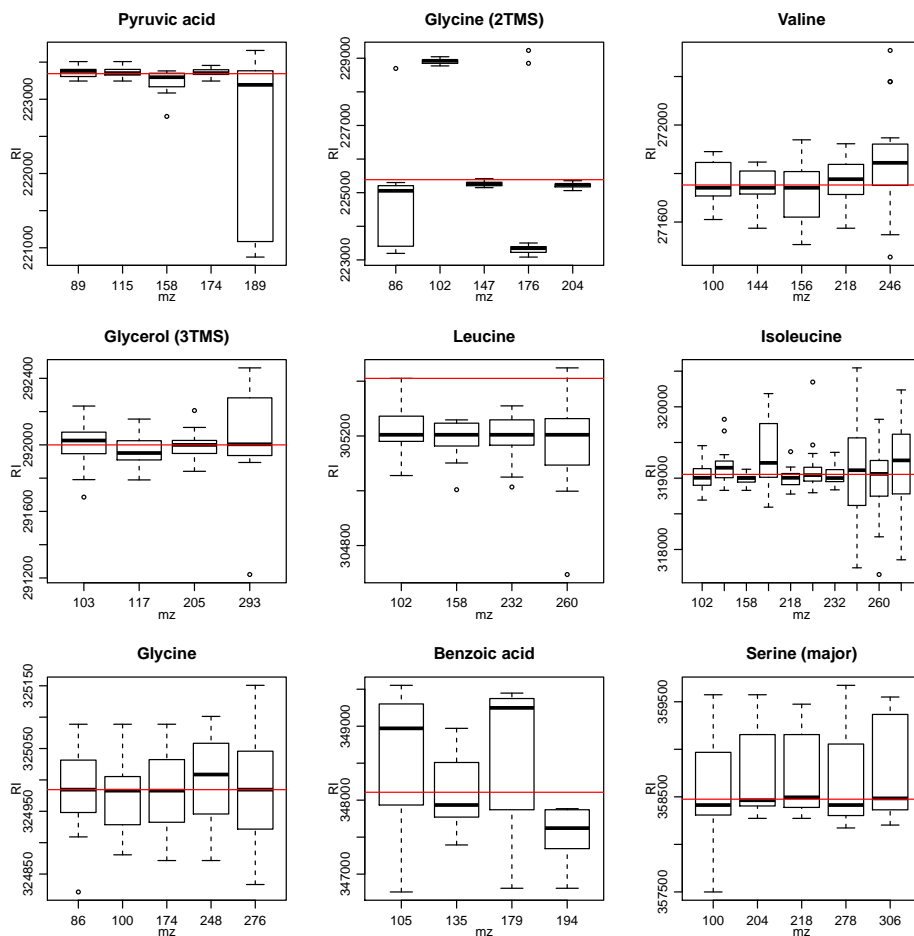 Pyruvic acid
RI
221000 222000 223000
89 115 158 174 189
mz
Glycine (2TMS)
RI
223000 225000 227000 229000
86 102 147 176 204
mz
Valine
RI
271600 272000
100 144 156 218 246
mz
Glycerol (3TMS)
RI
291200 291600 292000 292400
103 117 205 293
mz
Leucine
RI
304800 305200
102 158 232 260
mz
Isoleucine
RI
318000 319000 320000
102 158 218 232 260
mz
Glycine
RI
324850 324950 325050 325150
86 100 174 248 276
mz
Benzoic acid
RI
347000 348000 349000
105 135 179 194
mz
Serine (major)
RI
357500 358500 359500
100 204 218 278 306
mz